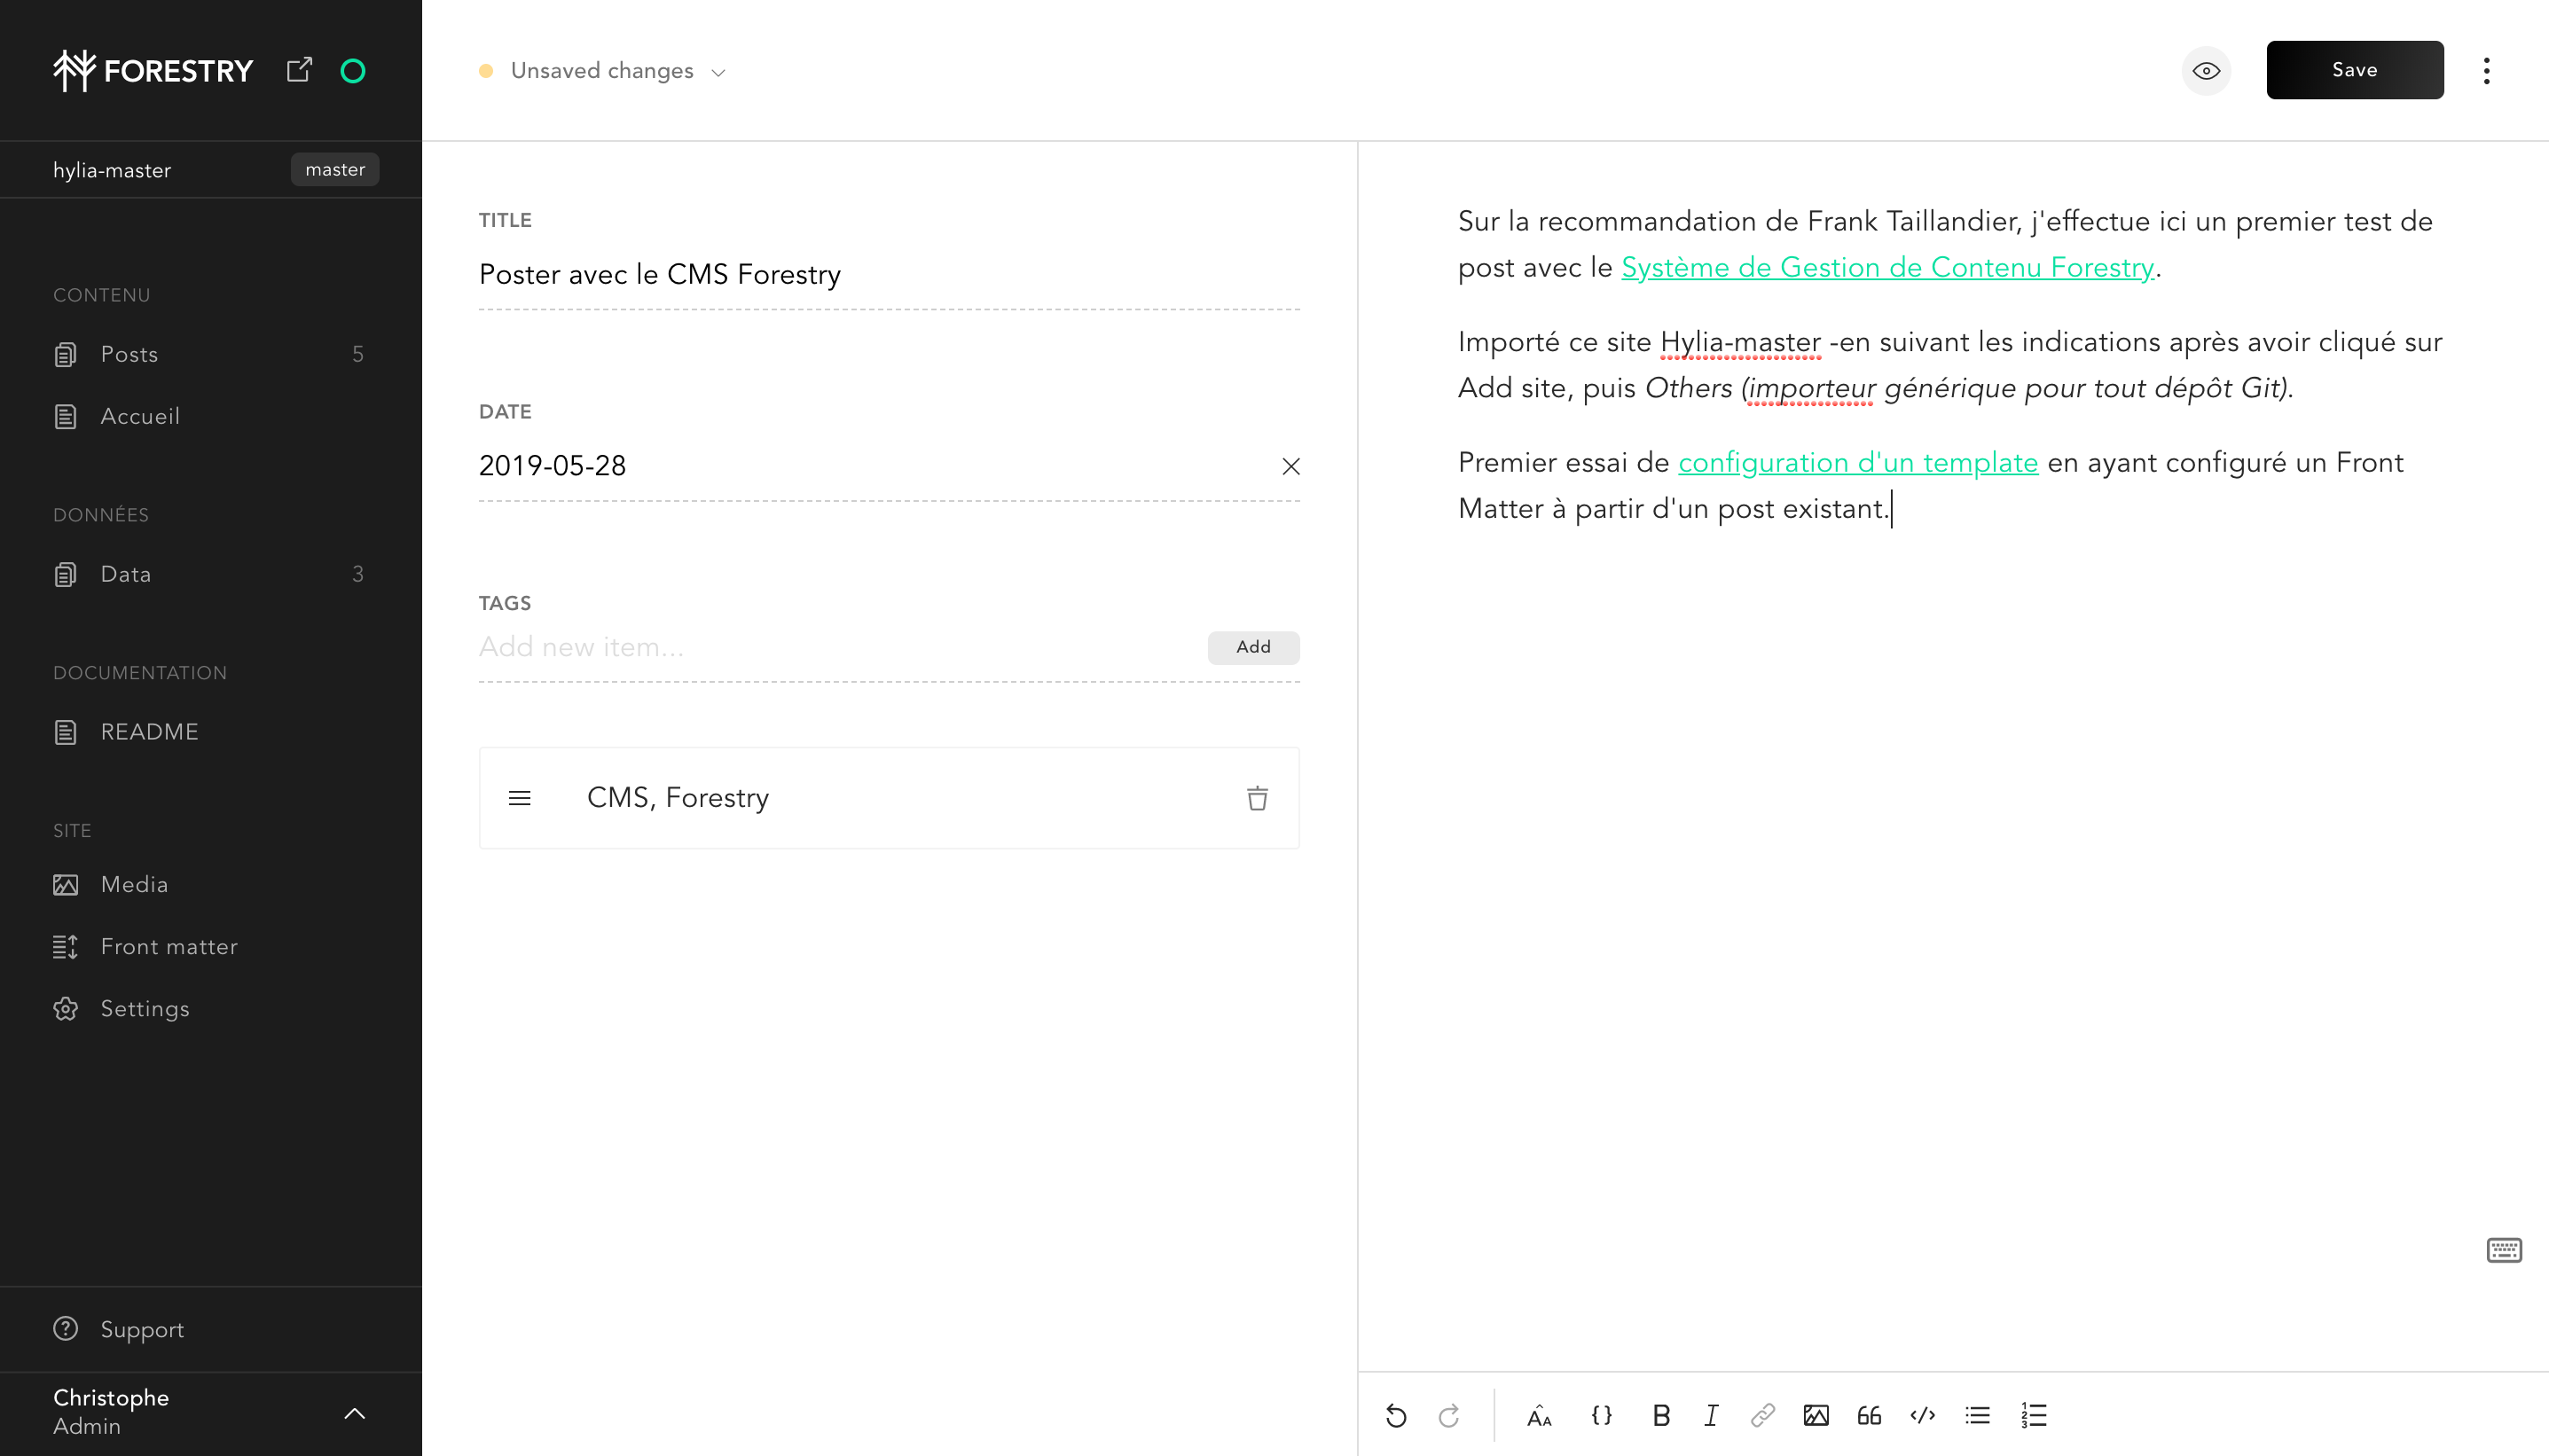 FORESTRY
hylia-master
master
CONTENU
Posts 5
Accueil
DONNÉES
Data 3
DOCUMENTATION
README
SITE
Media
Front matter
Settings
Support
Christophe
Admin
Unsaved changes
Save
TITLE
Poster avec le CMS Forestry
DATE
2019-05-28
TAGS
Add new item...
Add
CMS, Forestry
Sur la recommandation de Frank Taillandier, j'effectue ici un premier test de
post avec le Système de Gestion de Contenu Forestry.
Importé ce site Hylia-master -en suivant les indications après avoir cliqué sur
Add site, puis Others (importeur générique pour tout dépôt Git).
Premier essai de configuration d'un template en ayant configuré un Front
Matter à partir d'un post existant.